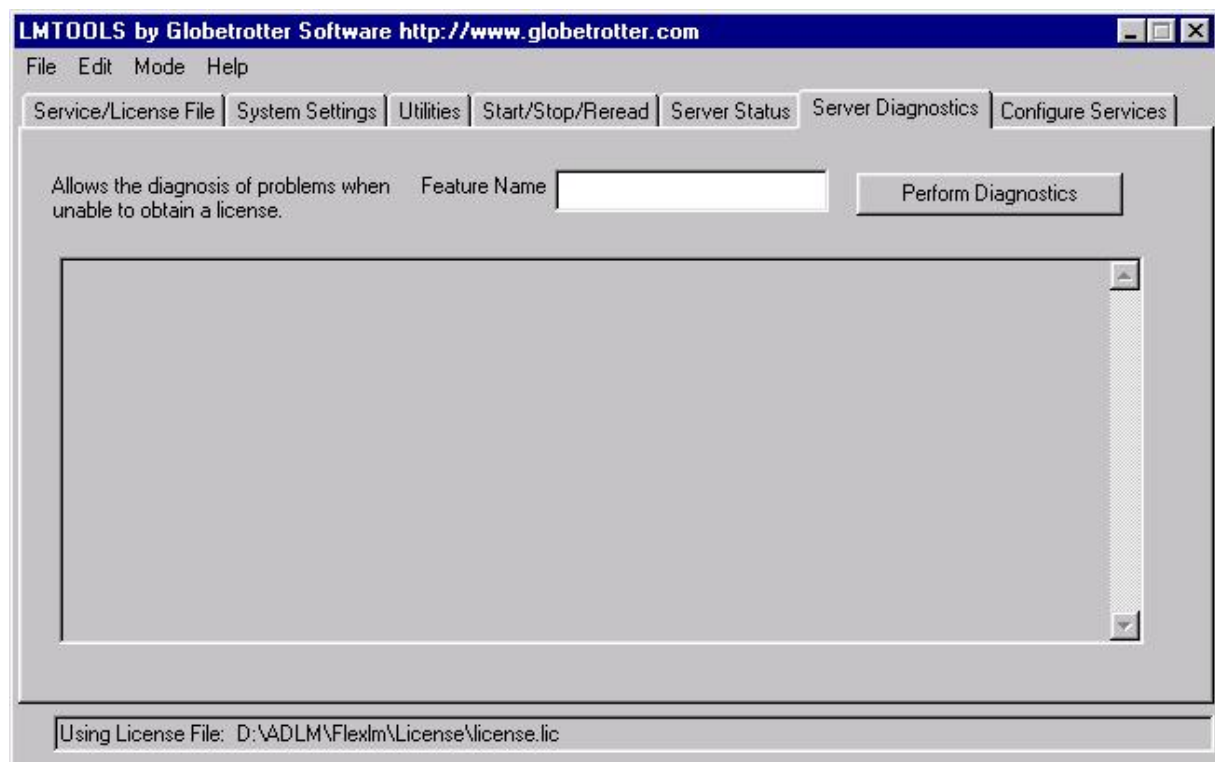 LMTOOLS by Globetrotter Software http://www.globetrotter.com
File Edit Mode Help
Service/License File System Settings Utilities Start/Stop/Reread Server Status Server Diagnostics Configure Services
Allows the diagnosis of problems when
unable to obtain a license.
Feature Name
Perform Diagnostics
Using License File: D:\ADLM\Flexlm\License\license.lic